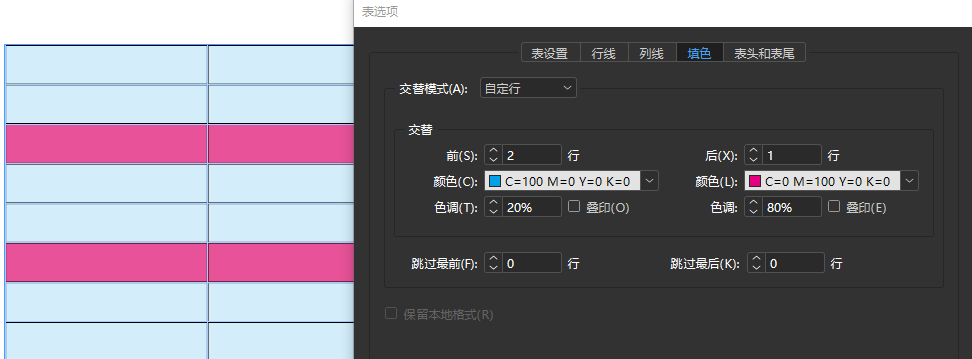 表选项
表设置 行线 列线 填色 表头和表尾
交替模式(A): 自定行
交替
前(S): 2 行 后(X): 1 行
颜色(C): C=100 M=0 Y=0 K=0 颜色(L): C=0 M=100 Y=0 K=0
色调(T): 20% 叠印(O) 色调: 80% 叠印(E)
跳过最前(F): 0 行 跳过最后(K): 0 行
保留本地格式(R)